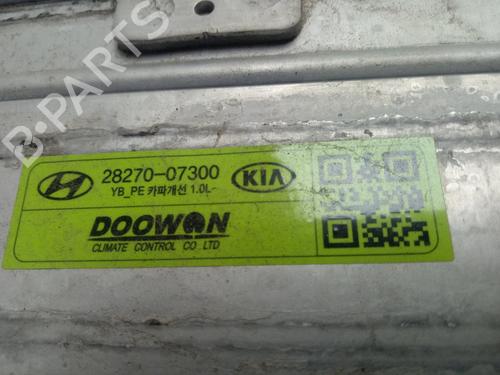 B-PARTS
28270-07300
KIA
YB_PE 카파개선 1.0L-
DOOWON
CLIMATE CONTROL CO LTD